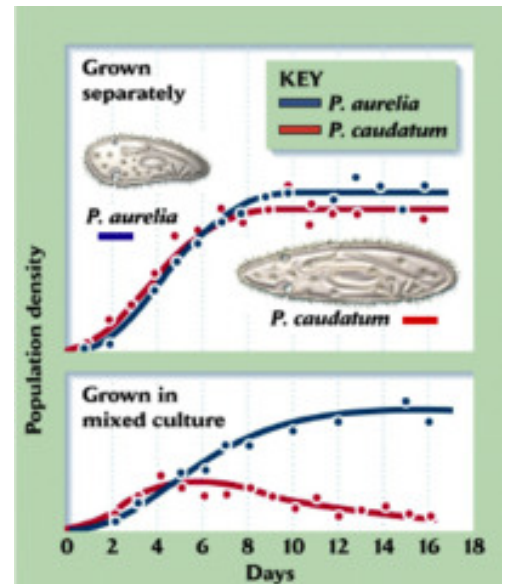 Grown
separately
KEY
P. aurelia
P. caudatum
P. aurelia
P. caudatum
Population density
Grown in
mixed culture
0 2 4 6 8 10 12 14 16 18
Days